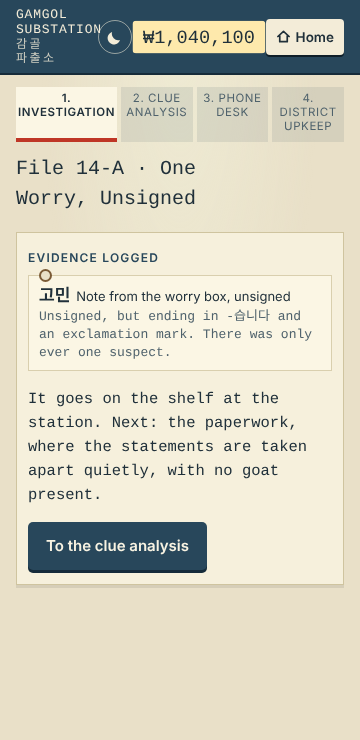 GAMGOL
SUBSTATION
감골
파출소
₩1,040,100
Home
1.
INVESTIGATION
2. CLUE
ANALYSIS
3. PHONE
DESK
4.
DISTRICT
UPKEEP
File 14-A · One
Worry, Unsigned
EVIDENCE LOGGED
고민 Note from the worry box, unsigned
Unsigned, but ending in -습니다 and
an exclamation mark. There was only
ever one suspect.
It goes on the shelf at the
station. Next: the paperwork,
where the statements are taken
apart quietly, with no goat
present.
To the clue analysis